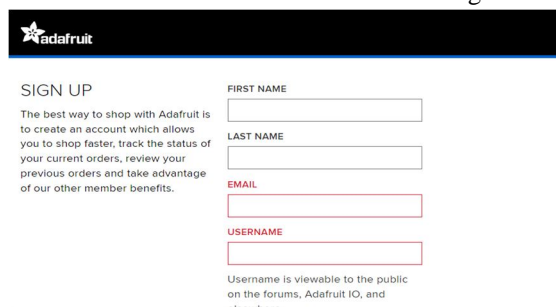 adafruit
SIGN UP
The best way to shop with Adafruit is
to create an account which allows
you to shop faster, track the status of
your current orders, review your
previous orders and take advantage
of our other member benefits.
FIRST NAME
LAST NAME
EMAIL
USERNAME
Username is viewable to the public
on the forums, Adafruit IO, and